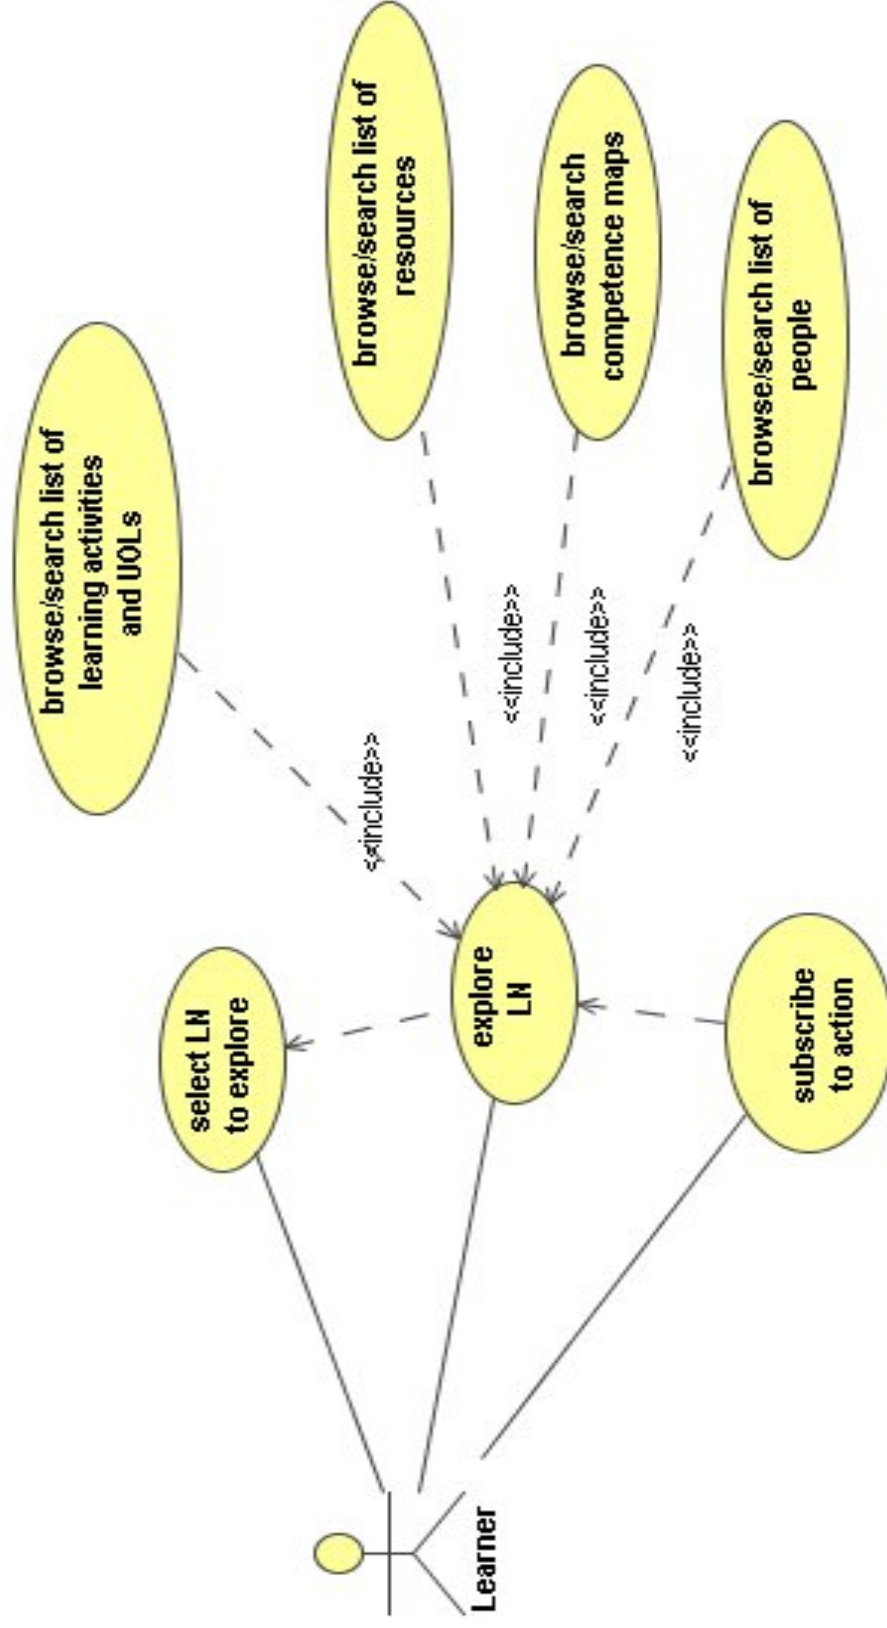 browse/search list of
learning activities
and UOLs
browse/search list of
resources
browse/search
competence maps
browse/search list of
people
<<include>>
<<include>>
<<include>>
<<include>>
select LN
to explore
explore
LN
subscribe
to action
Learner